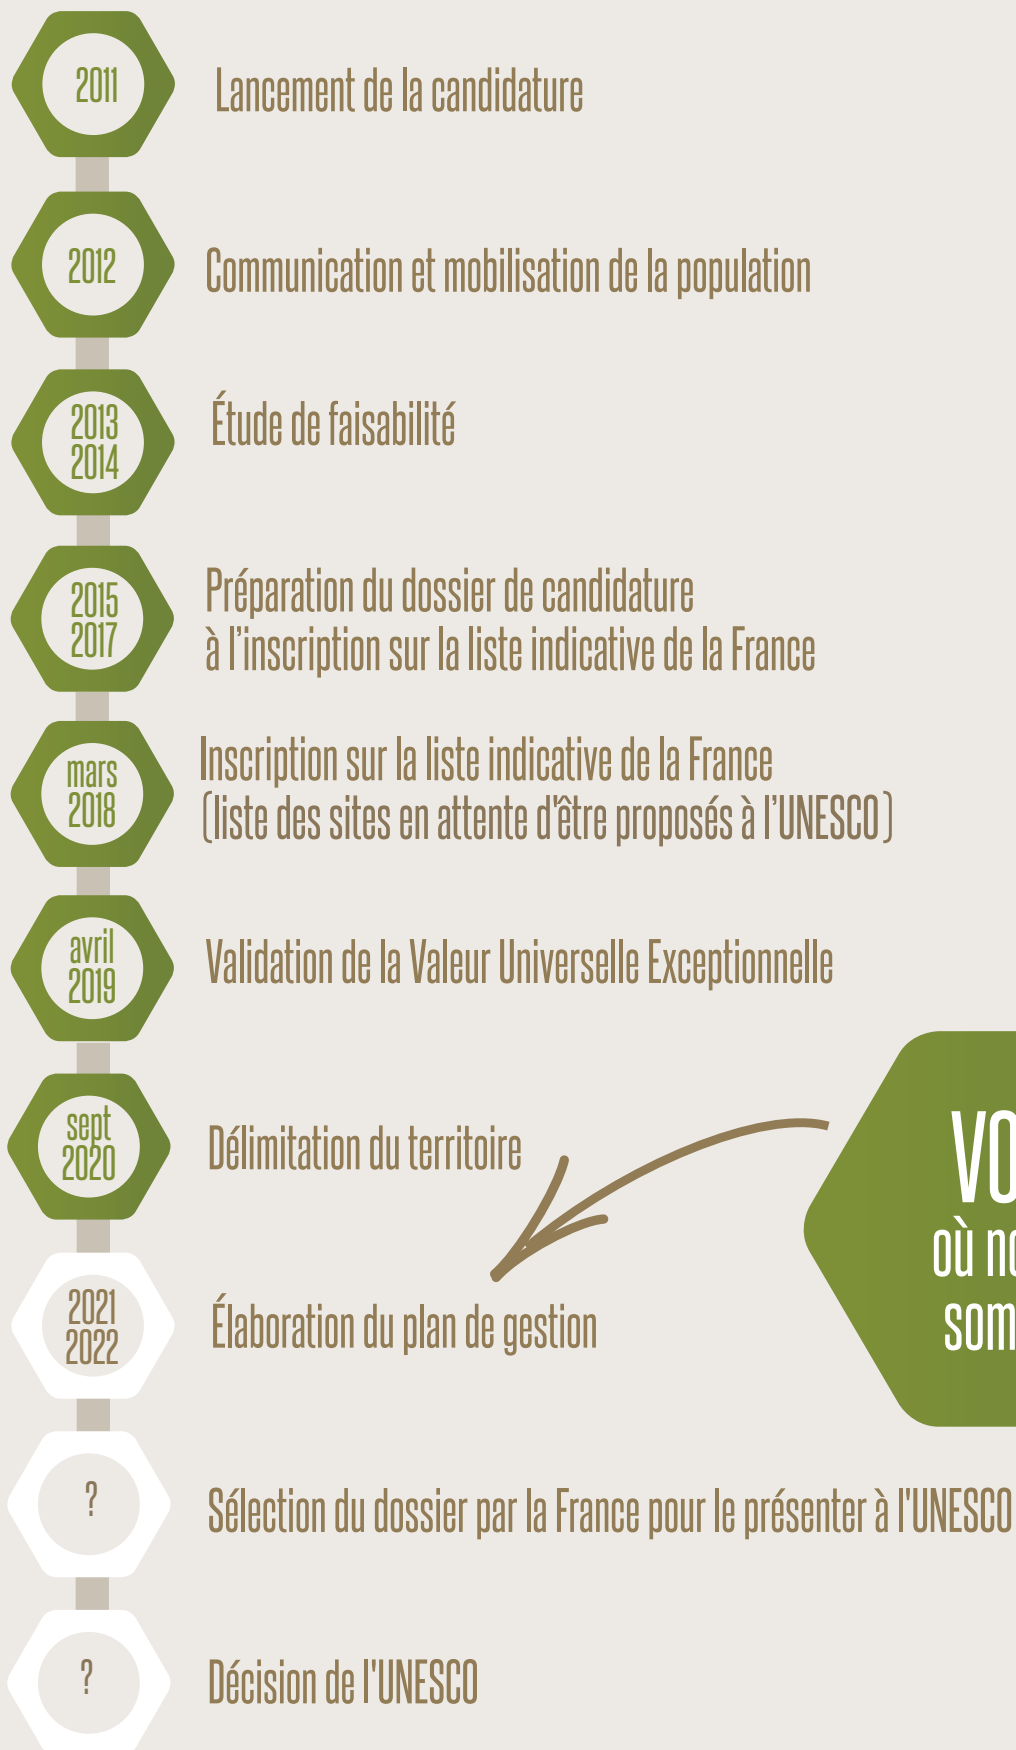 2011
Lancement de la candidature
2012
Communication et mobilisation de la population
2013
2014
Étude de faisabilité
2015
2017
Préparation du dossier de candidature
à l'inscription sur la liste indicative de la France
mars
2018
Inscription sur la liste indicative de la France
(liste des sites en attente d'être proposés à l'UNESCO)
avril
2019
Validation de la Valeur Universelle Exceptionnelle
sept
2020
Délimitation du territoire
où
2021
2022
Élaboration du plan de gestion
?
Sélection du dossier par la France pour le présenter à l'UNESCO
?
Décision de l'UNESCO